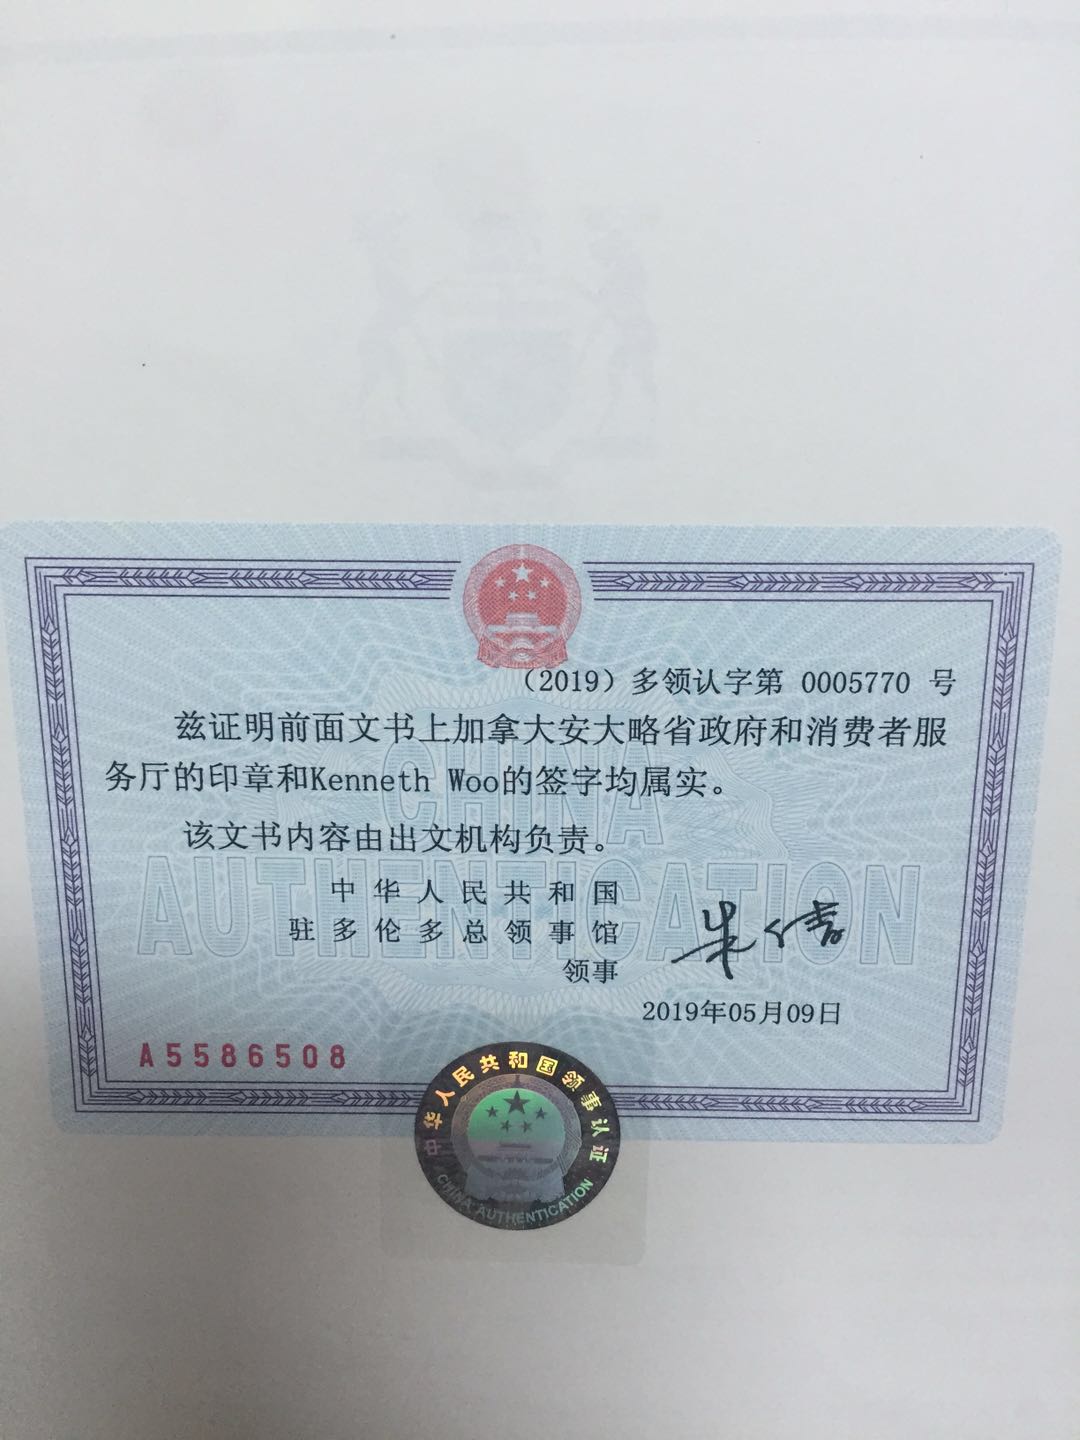 （2019）多领认字第 0005770 号
兹证明前面文书上加拿大安大略省政府和消费者服
务厅的印章和Kenneth Woo的签字均属实。
该文书内容由出文机构负责。
CHINA
AUTHENTICATION
中华人民共和国
驻多伦多总领事馆
领事
2019年05月09日
A5586508
中华人民共和国领事认证
CHINA AUTHENTICATION